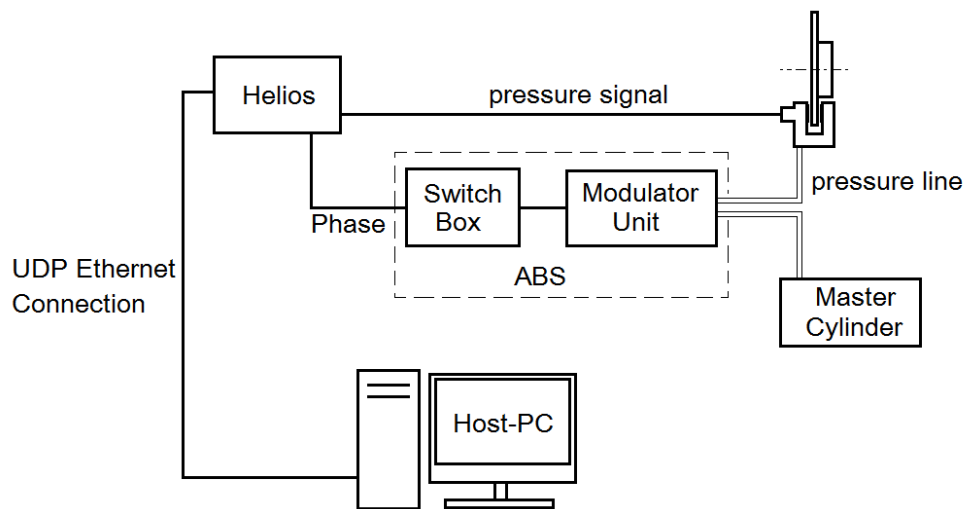 Helios
pressure signal
Switch
Box
Modulator
Unit
pressure line
Phase
ABS
UDP Ethernet
Connection
Master
Cylinder
Host-PC